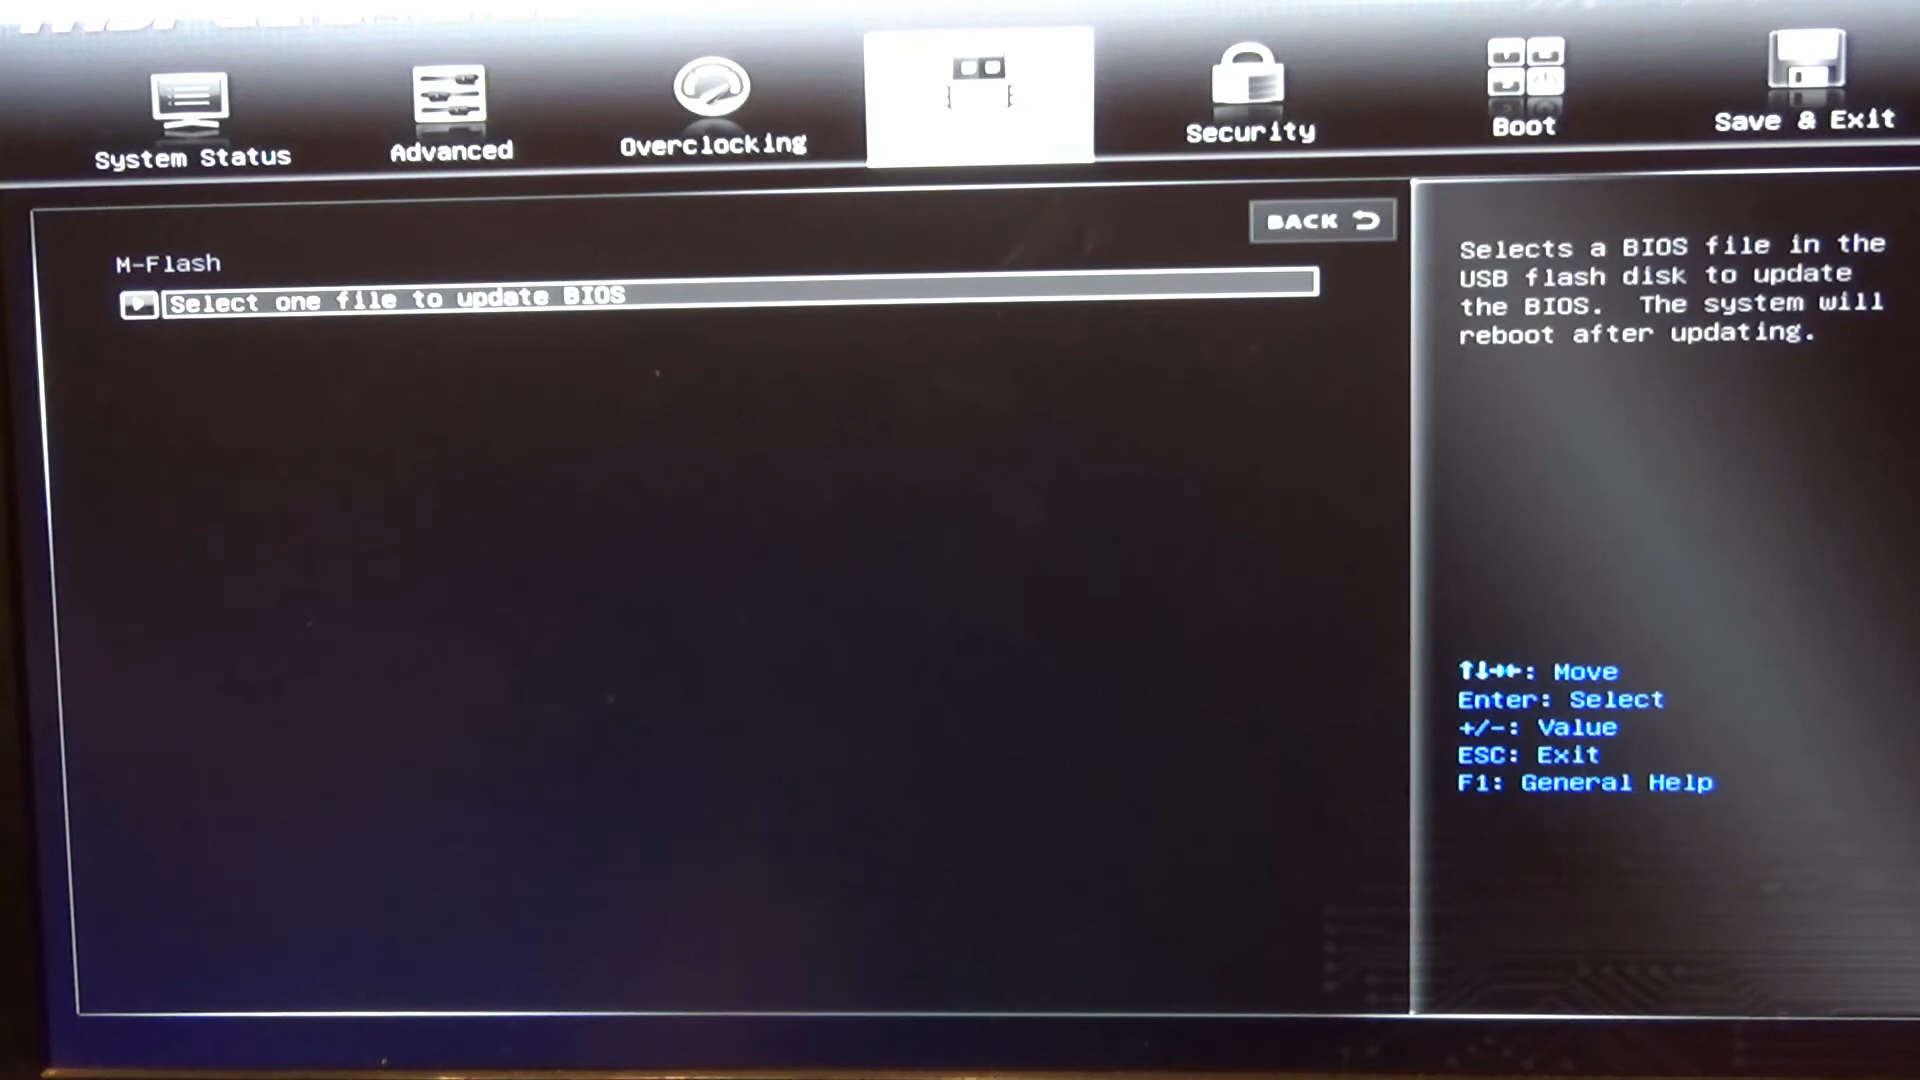 System Status
Advanced
Overclocking
Security
Boot
Save & Exit
BACK
M-Flash
Select one file to update BIOS
Selects a BIOS file in the
USB flash disk to update
the BIOS. The system will
reboot after updating.
↑↓→←: Move
Enter: Select
+/-: Value
ESC: Exit
F1: General Help